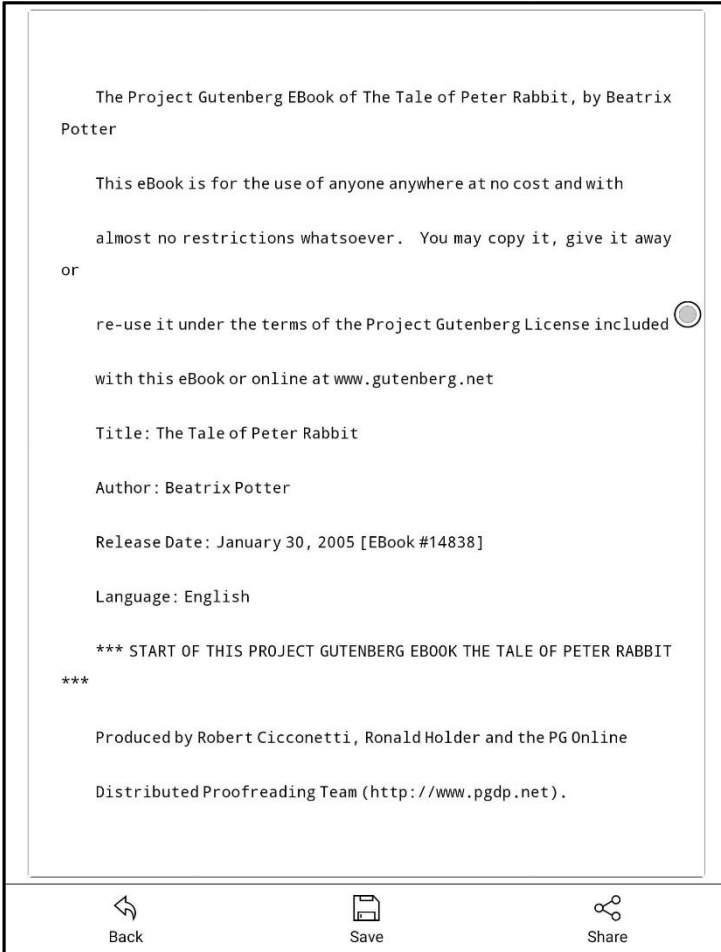 The Project Gutenberg EBook of The Tale of Peter Rabbit, by Beatrix
Potter
This eBook is for the use of anyone anywhere at no cost and with
almost no restrictions whatsoever.  You may copy it, give it away
or
re-use it under the terms of the Project Gutenberg License included
with this eBook or online at www.gutenberg.net
Title: The Tale of Peter Rabbit
Author: Beatrix Potter
Release Date: January 30, 2005 [EBook #14838]
Language: English
*** START OF THIS PROJECT GUTENBERG EBOOK THE TALE OF PETER RABBIT
***
Produced by Robert Cicconetti, Ronald Holder and the PG Online
Distributed Proofreading Team (http://www.pgdp.net).
Back Save Share